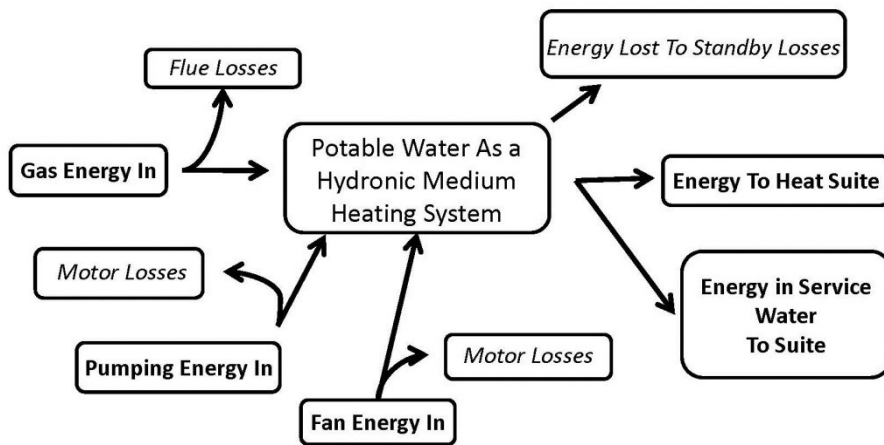 Energy Lost To Standby Losses
Flue Losses
Potable Water As a
Hydronic Medium
Heating System
Gas Energy In
Energy To Heat Suite
Motor Losses
Energy in Service
Water
To Suite
Pumping Energy In
Motor Losses
Fan Energy In